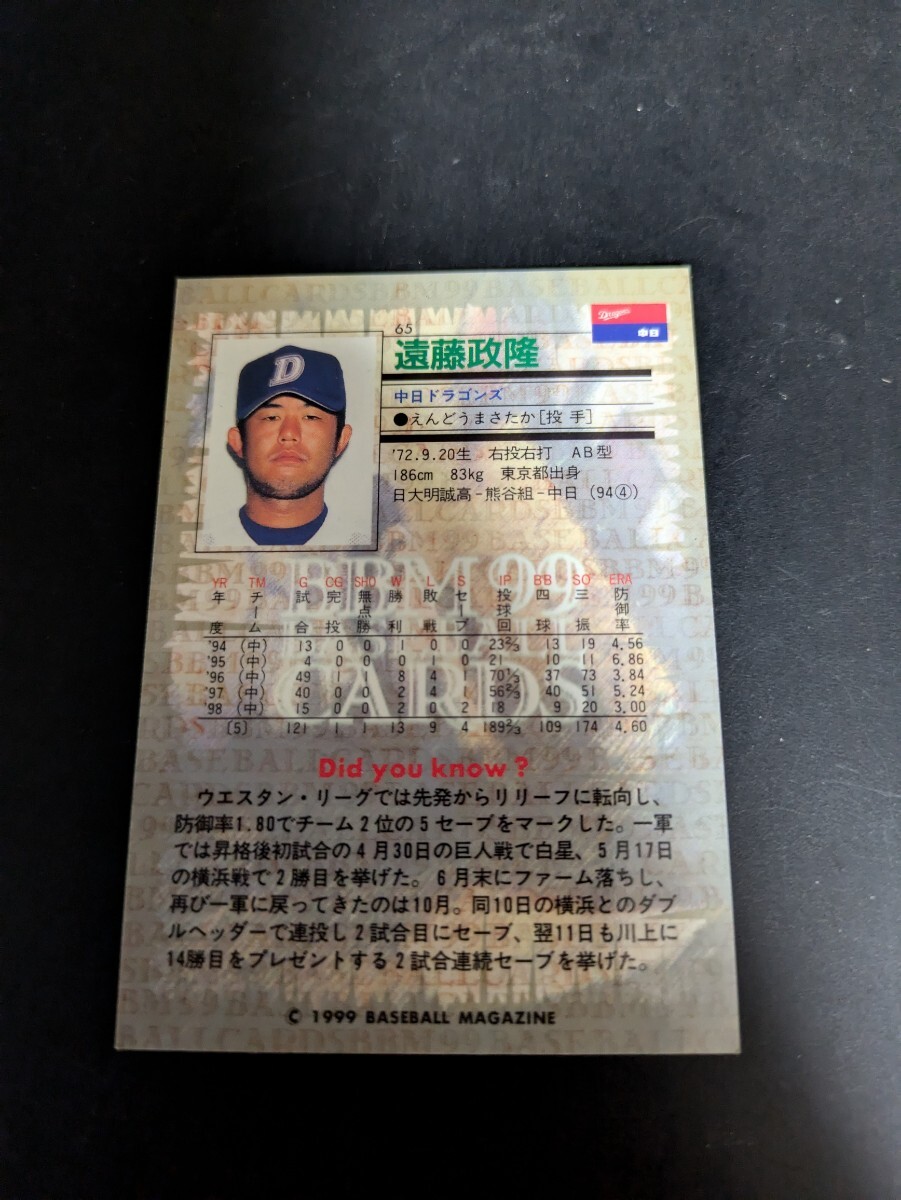 65
Dragons
中日
遠藤政隆
中日ドラゴンズ
●えんどうまさたか[投 手]
'72.9.20生 右投右打 AB型
186cm 83kg 東京都出身
日大明誠高-熊谷組-中日(94④)
YR TM G CG SHO W L S IP BB SO ERA
年度 チーム 試合 完投 無点勝 勝利 敗戦 セーブ 投球回 四球 三振 防御率
'94 (中) 13 0 0 1 0 0 23 2/3 13 19 4.56
'95 (中) 4 0 0 0 1 0 21 10 11 6.86
'96 (中) 49 1 1 8 4 1 70 1/3 37 73 3.84
'97 (中) 40 0 0 2 4 1 56 2/3 40 51 5.24
'98 (中) 15 0 0 2 0 2 18 9 20 3.00
[5] 121 1 1 13 9 4 189 2/3 109 174 4.60
BBM 99
BASEBALL
CARDS
Did you know ?
ウエスタン・リーグでは先発からリリーフに転向し、
防御率1.80でチーム2位の5セーブをマークした。一軍
では昇格後初試合の4月30日の巨人戦で白星、5月17日
の横浜戦で2勝目を挙げた。6月末にファーム落ちし、
再び一軍に戻ってきたのは10月。同10日の横浜とのダブ
ルヘッダーで連投し2試合目にセーブ、翌11日も川上に
14勝目をプレゼントする2試合連続セーブを挙げた。
© 1999 BASEBALL MAGAZINE